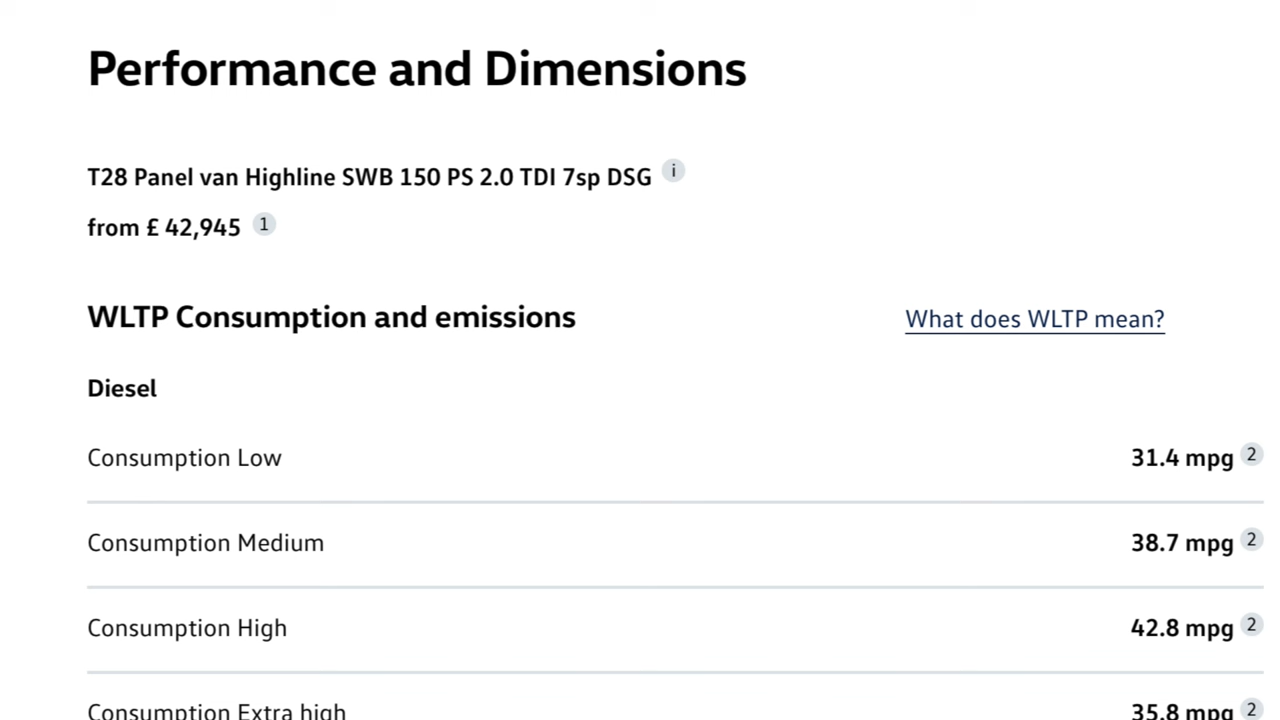 Performance and Dimensions
T28 Panel van Highline SWB 150 PS 2.0 TDI 7sp DSG i
from £ 42,945 1
WLTP Consumption and emissions What does WLTP mean?
Diesel
Consumption Low 31.4 mpg 2
Consumption Medium 38.7 mpg 2
Consumption High 42.8 mpg 2
Consumption Extra high 35.8 mpg 2